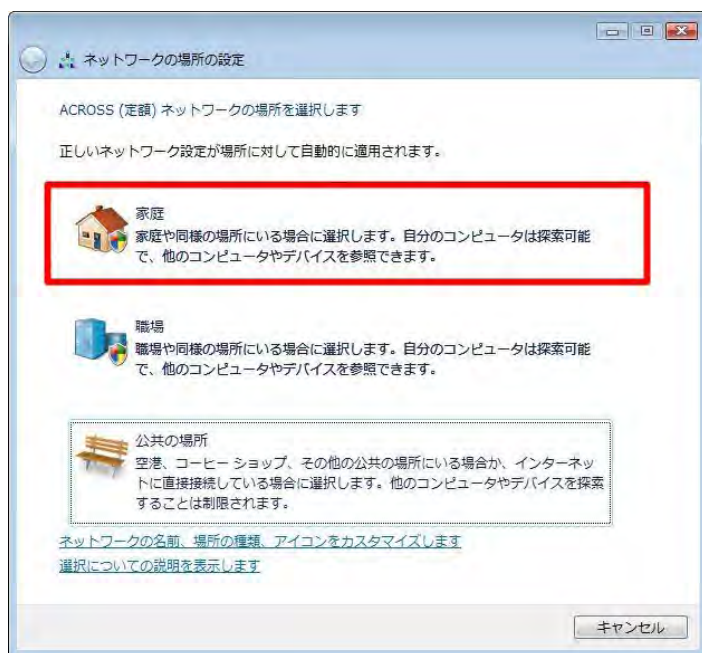 ネットワークの場所の設定
ACROSS (定額) ネットワークの場所を選択します
正しいネットワーク設定が場所に対して自動的に適用されます。
家庭
家庭や同様の場所にいる場合に選択します。自分のコンピュータは探索可能
で、他のコンピュータやデバイスを参照できます。
職場
職場や同様の場所にいる場合に選択します。自分のコンピュータは探索可能
で、他のコンピュータやデバイスを参照できます。
公共の場所
空港、コーヒー ショップ、その他の公共の場所にいる場合か、インターネッ
トに直接接続している場合に選択します。他のコンピュータやデバイスを探索
することは制限されます。
ネットワークの名前、場所の種類、アイコンをカスタマイズします
選択についての説明を表示します
キャンセル